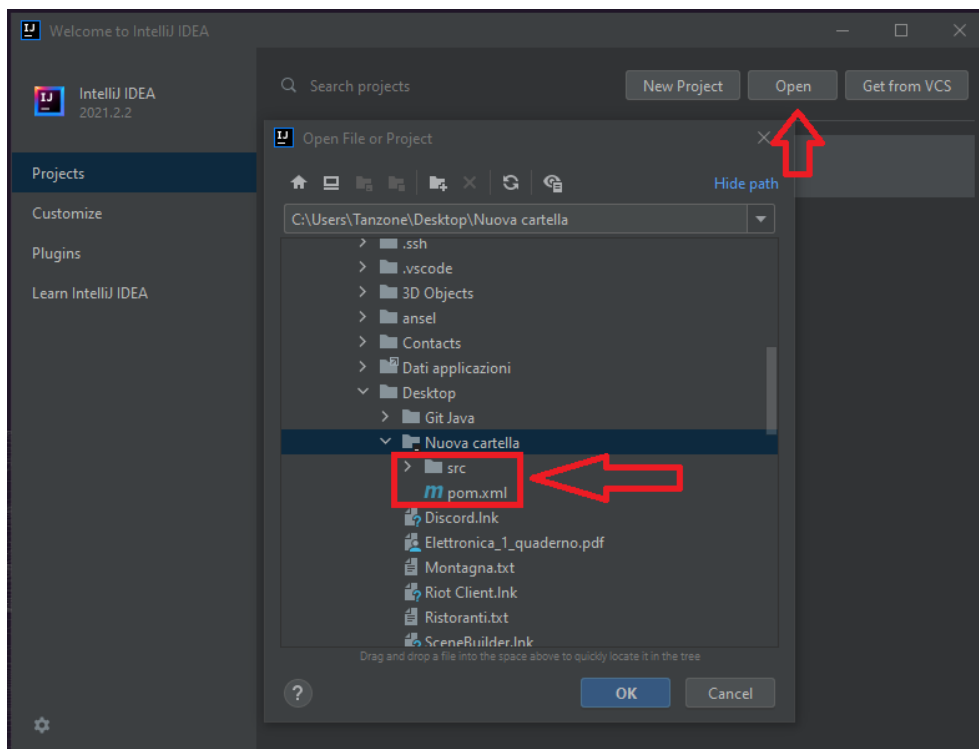 Welcome to IntelliJ IDEA
IntelliJ IDEA
2021.2.2
Search projects
New Project
Open
Get from VCS
Projects
Customize
Plugins
Learn IntelliJ IDEA
Open File or Project
Hide path
C:\Users\Tanzone\Desktop\Nuova cartella
.ssh
.vscode
3D Objects
ansel
Contacts
Dati applicazioni
Desktop
Git Java
Nuova cartella
src
pom.xml
Discord.lnk
Elettronica_1_quaderno.pdf
Montagna.txt
Riot Client.lnk
Ristoranti.txt
SceneBuilder.lnk
Drag and drop a file into the space above to quickly locate it in the tree
?
OK
Cancel